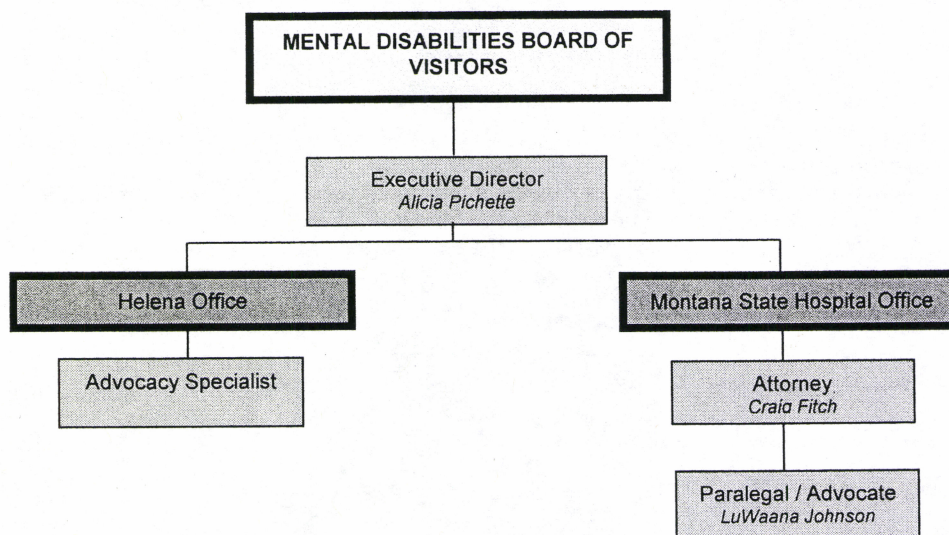 MENTAL DISABILITIES BOARD OF
VISITORS
Executive Director
Alicia Pichette
Helena Office
Montana State Hospital Office
Advocacy Specialist
Attorney
Craig Fitch
Paralegal / Advocate
LuWaana Johnson